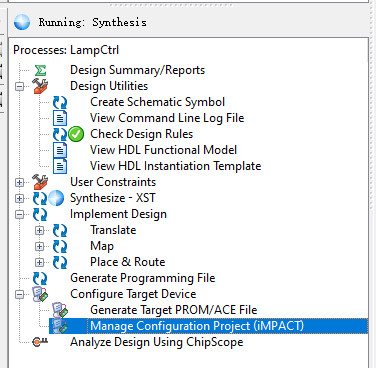 Running: Synthesis
Processes: LampCtrl
Design Summary/Reports
Design Utilities
Create Schematic Symbol
View Command Line Log File
Check Design Rules
View HDL Functional Model
View HDL Instantiation Template
User Constraints
Synthesize - XST
Implement Design
Translate
Map
Place & Route
Generate Programming File
Configure Target Device
Generate Target PROM/ACE File
Manage Configuration Project (iMPACT)
Analyze Design Using ChipScope